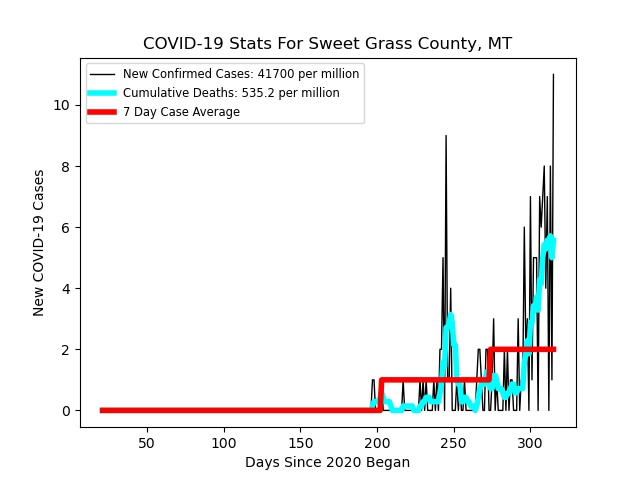 COVID-19 Stats For Sweet Grass County, MT
New Confirmed Cases: 41700 per million
Cumulative Deaths: 535.2 per million
7 Day Case Average
New COVID-19 Cases
10
8
6
4
2
0
50 100 150 200 250 300
Days Since 2020 Began